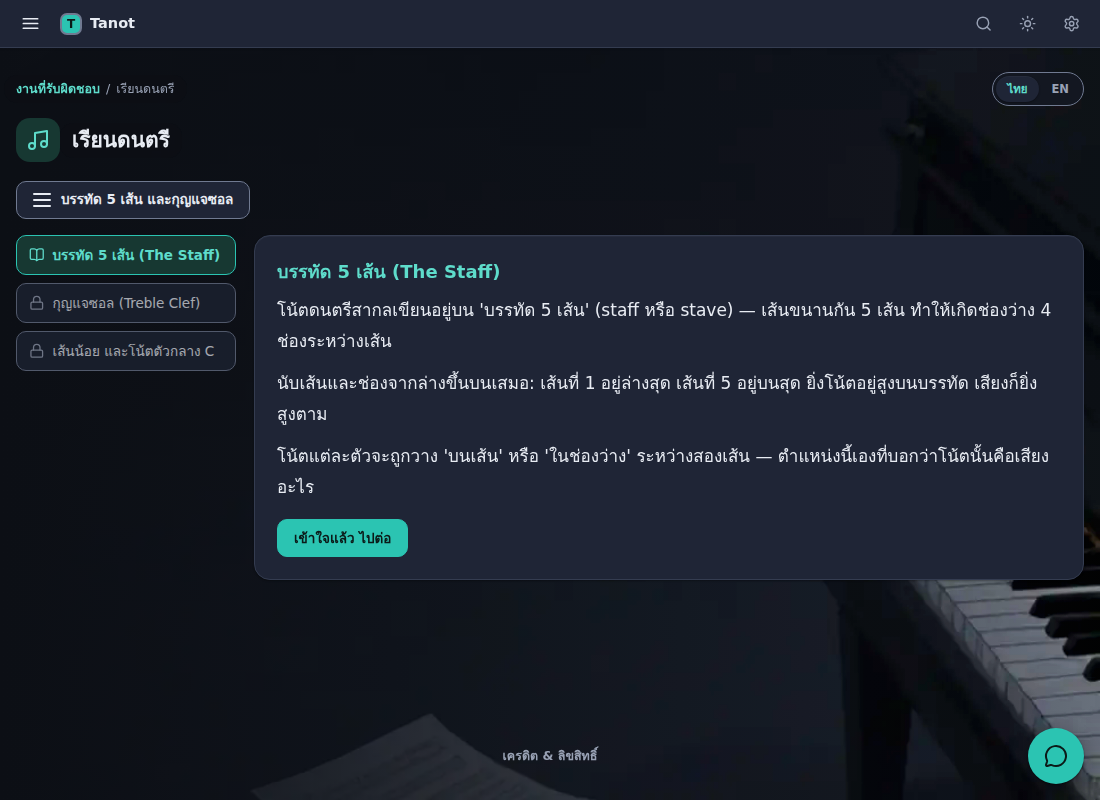 T Tanot
งานที่รับผิดชอบ / เรียนดนตรี
ไทย EN
เรียนดนตรี
บรรทัด 5 เส้น และกุญแจซอล
บรรทัด 5 เส้น (The Staff)
กุญแจซอล (Treble Clef)
เส้นน้อย และโน้ตตัวกลาง C
บรรทัด 5 เส้น (The Staff)
โน้ตดนตรีสากลเขียนอยู่บน 'บรรทัด 5 เส้น' (staff หรือ stave) — เส้นขนานกัน 5 เส้น ทำให้เกิดช่องว่าง 4
ช่องระหว่างเส้น
นับเส้นและช่องจากล่างขึ้นบนเสมอ: เส้นที่ 1 อยู่ล่างสุด เส้นที่ 5 อยู่บนสุด ยิ่งโน้ตอยู่สูงบนบรรทัด เสียงก็ยิ่ง
สูงตาม
โน้ตแต่ละตัวจะถูกวาง 'บนเส้น' หรือ 'ในช่องว่าง' ระหว่างสองเส้น — ตำแหน่งนี้เองที่บอกว่าโน้ตนั้นคือเสียง
อะไร
เข้าใจแล้ว ไปต่อ
เครดิต & ลิขสิทธิ์